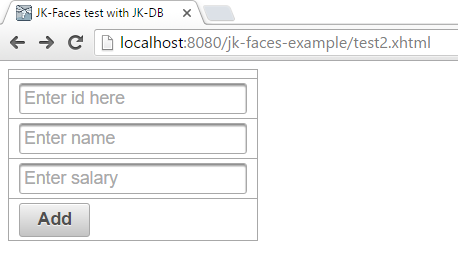 JK-Faces test with JK-DB
localhost:8080/jk-faces-example/test2.xhtml
Enter id here
Enter name
Enter salary
Add